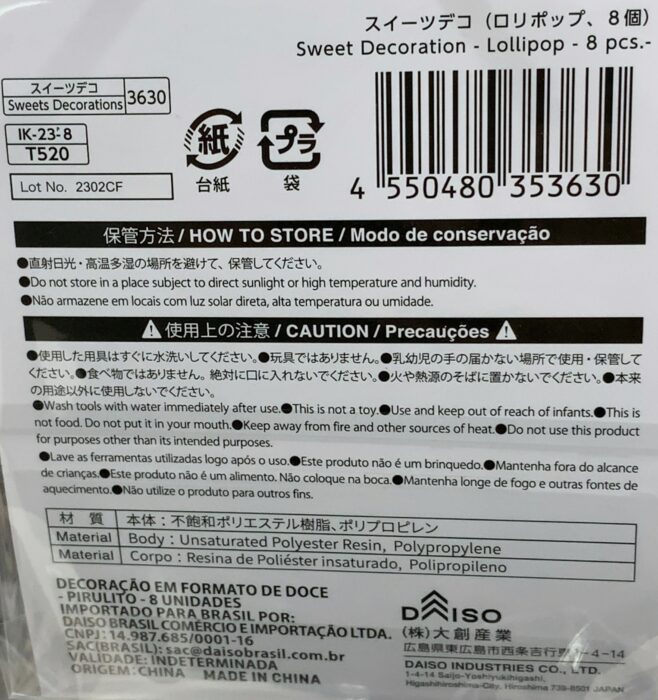 スイーツデコ（ロリポップ、8個）
Sweet Decoration - Lollipop - 8 pcs.-
スイーツデコ
Sweets Decorations 3630
IK-23-8
T520
Lot No. 2302CF
紙
台紙
プラ
袋
4 550480 353630
保管方法 / HOW TO STORE / Modo de conservação
●直射日光・高温多湿の場所を避けて、保管してください。
●Do not store in a place subject to direct sunlight or high temperature and humidity.
●Não armazene em locais com luz solar direta, alta temperatura ou umidade.
使用上の注意 / CAUTION / Precauções
●使用した用具はすぐに水洗いしてください。●玩具ではありません。●乳幼児の手の届かない場所で使用・保管して
ください。●食べ物ではありません。絶対に口に入れないでください。●火や熱源のそばに置かないでください。●本来
の用途以外に使用しないでください。
●Wash tools with water immediately after use.●This is not a toy.●Use and keep out of reach of infants.●This is
not food. Do not put it in your mouth.●Keep away from fire and other sources of heat.●Do not use this product
for purposes other than its intended purposes.
●Lave as ferramentas utilizadas logo após o uso.●Este produto não é um brinquedo.●Mantenha fora do alcance
de crianças.●Este produto não é um alimento. Não coloque na boca.●Mantenha longe de fogo e outras fontes de
aquecimento.●Não utilize o produto para outros fins.
材 質 本体：不飽和ポリエステル樹脂、ポリプロピレン
Material Body : Unsaturated Polyester Resin, Polypropylene
Material Corpo : Resina de Poliéster insaturado, Polipropileno
DECORAÇÃO EM FORMATO DE DOCE
- PIRULITO - 8 UNIDADES
IMPORTADO PARA BRASIL POR:
DAISO BRASIL COMÉRCIO E IMPORTAÇÃO LTDA.
CNPJ: 14.987.685/0001-16
SAC(BRASIL): sac@daisobrasil.com.br
VALIDADE: INDETERMINADA
ORIGEM: CHINA MADE IN CHINA
DAISO
(株)大創産業
広島県東広島市西条吉行東1-4-14
DAISO INDUSTRIES CO., LTD.
1-4-14 Saijo-Yoshiyukihigashi,
Higashihiroshima-City, Hiroshima 739-8501 JAPAN